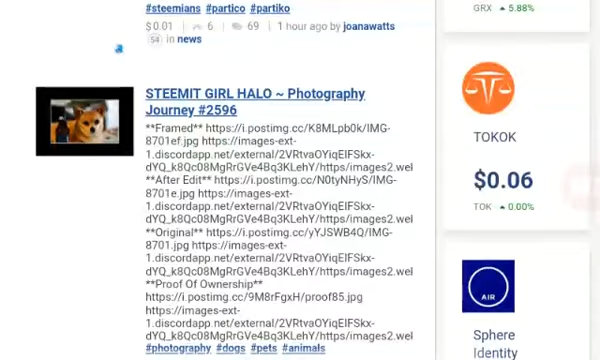 #steemians #partico #partiko
$ 0.01 | 6 | 69 | 1 hour ago by joanawatts
54 in news
STEEMIT GIRL HALO ~ Photography
Journey #2596
**Framed** https://i.postimg.cc/K8MLpb0k/IMG-
8701ef.jpg https://images-ext-
1.discordapp.net/external/2VRtvaOYiqEIFSkx-
dYQ_k8Qc08MgRrGVe4Bq3KLehY/https/images2.wel
**After Edit** https://i.postimg.cc/N0tyNHyS/IMG-
8701e.jpg https://images-ext-
1.discordapp.net/external/2VRtvaOYiqEIFSkx-
dYQ_k8Qc08MgRrGVe4Bq3KLehY/https/images2.wel
**Original** https://i.postimg.cc/yYJSWB4Q/IMG-
8701.jpg https://images-ext-
1.discordapp.net/external/2VRtvaOYiqEIFSkx-
dYQ_k8Qc08MgRrGVe4Bq3KLehY/https/images2.wel
**Proof Of Ownership**
https://i.postimg.cc/9M8rFgxH/proof85.jpg
https://images-ext-
1.discordapp.net/external/2VRtvaOYiqEIFSkx-
dYQ_k8Qc08MgRrGVe4Bq3KLehY/https/images2.wel
#photography #dogs #pets #animals
GRX 5.88%
TOKOK
$0.06
TOK 0.00%
AIR
Sphere
Identity